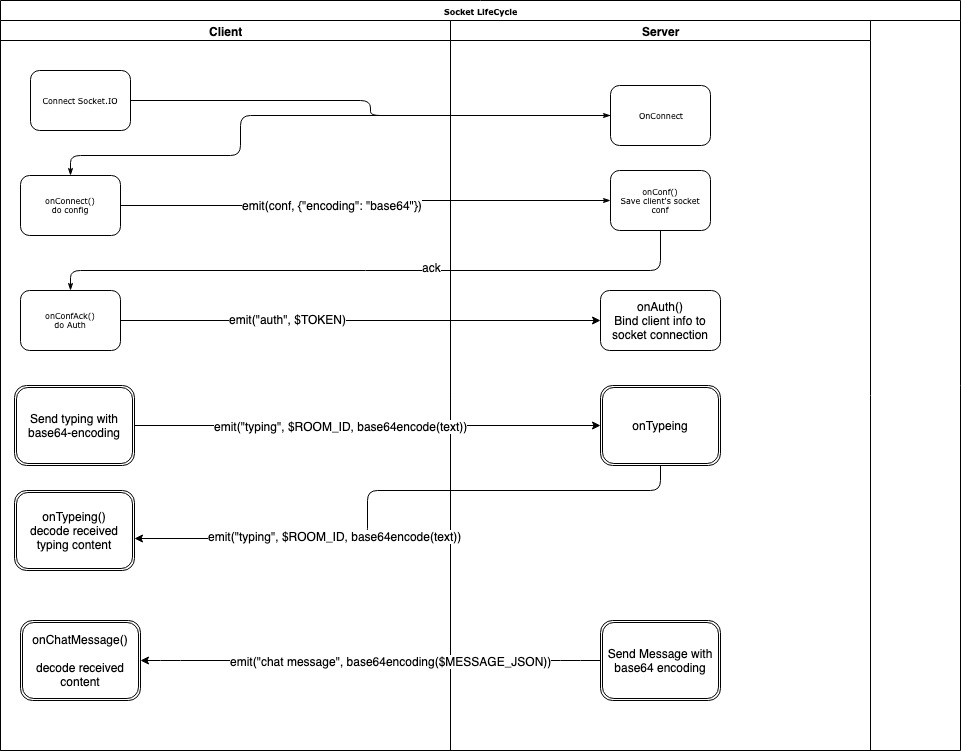 Socket LifeCycle
Client
Server
Connect Socket.IO
OnConnect
onConnect()
do config
emit(conf, {"encoding": "base64"})
onConf()
Save client's socket
conf
ack
onConfAck()
do Auth
emit("auth", $TOKEN)
onAuth()
Bind client info to
socket connection
Send typing with
base64-encoding
emit("typing", $ROOM_ID, base64encode(text))
onTypeing
onTypeing()
decode received
typing content
emit("typing", $ROOM_ID, base64encode(text))
onChatMessage()
decode received
content
emit("chat message", base64encoding($MESSAGE_JSON))
Send Message with
base64 encoding